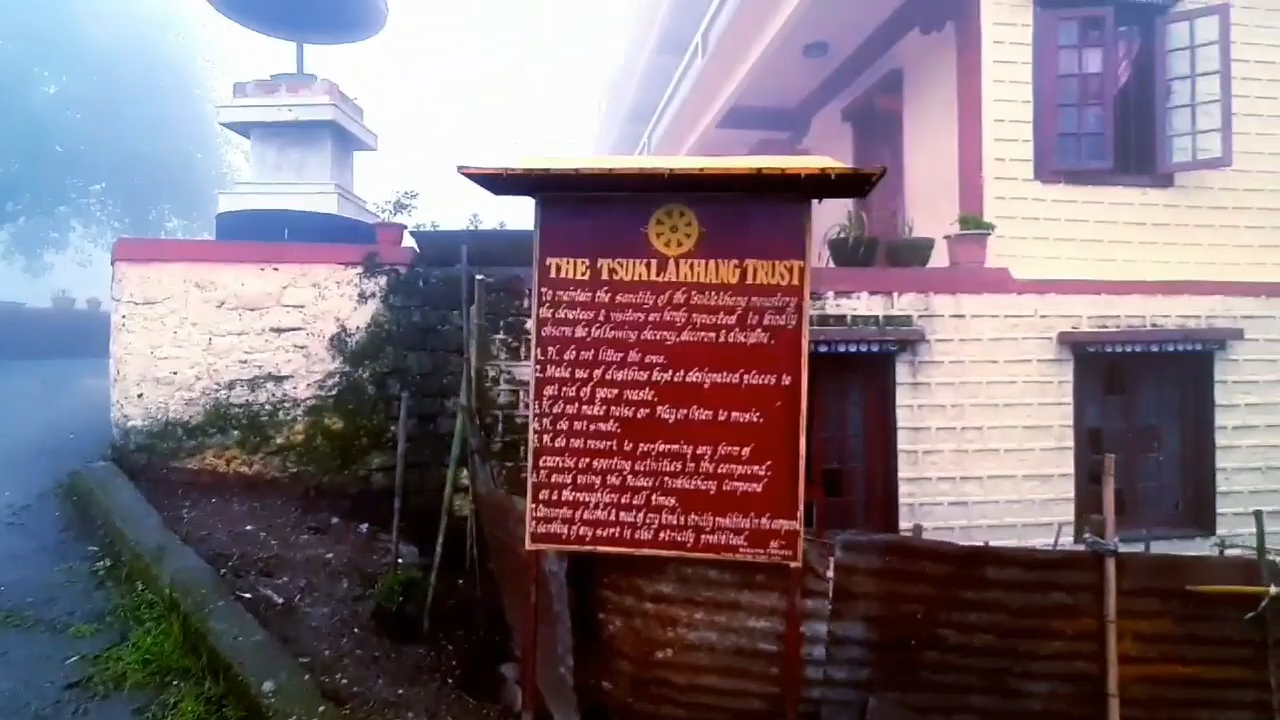 THE TSUKLAKHANG TRUST
To maintain the sanctity of the Tsuklakhang monastery
the devotees & visitors are hereby requested to kindly
observe the following decency, decorum & discipline.
1. Pl. do not litter the area.
2. Make use of dustbins kept at designated places to
get rid of your waste.
3. Pl. do not make noise or Play or listen to music.
4. Pl. do not smoke.
5. Pl. do not resort to performing any form of
exercise or sporting activities in the compound.
6. Pl. avoid using the Palace / Tsuklakhang Compound
as a thoroughfare at all times.
7. Consumption of alcohol & meat of any kind is strictly prohibited in the compound
8. Gambling of any sort is also strictly prohibited.